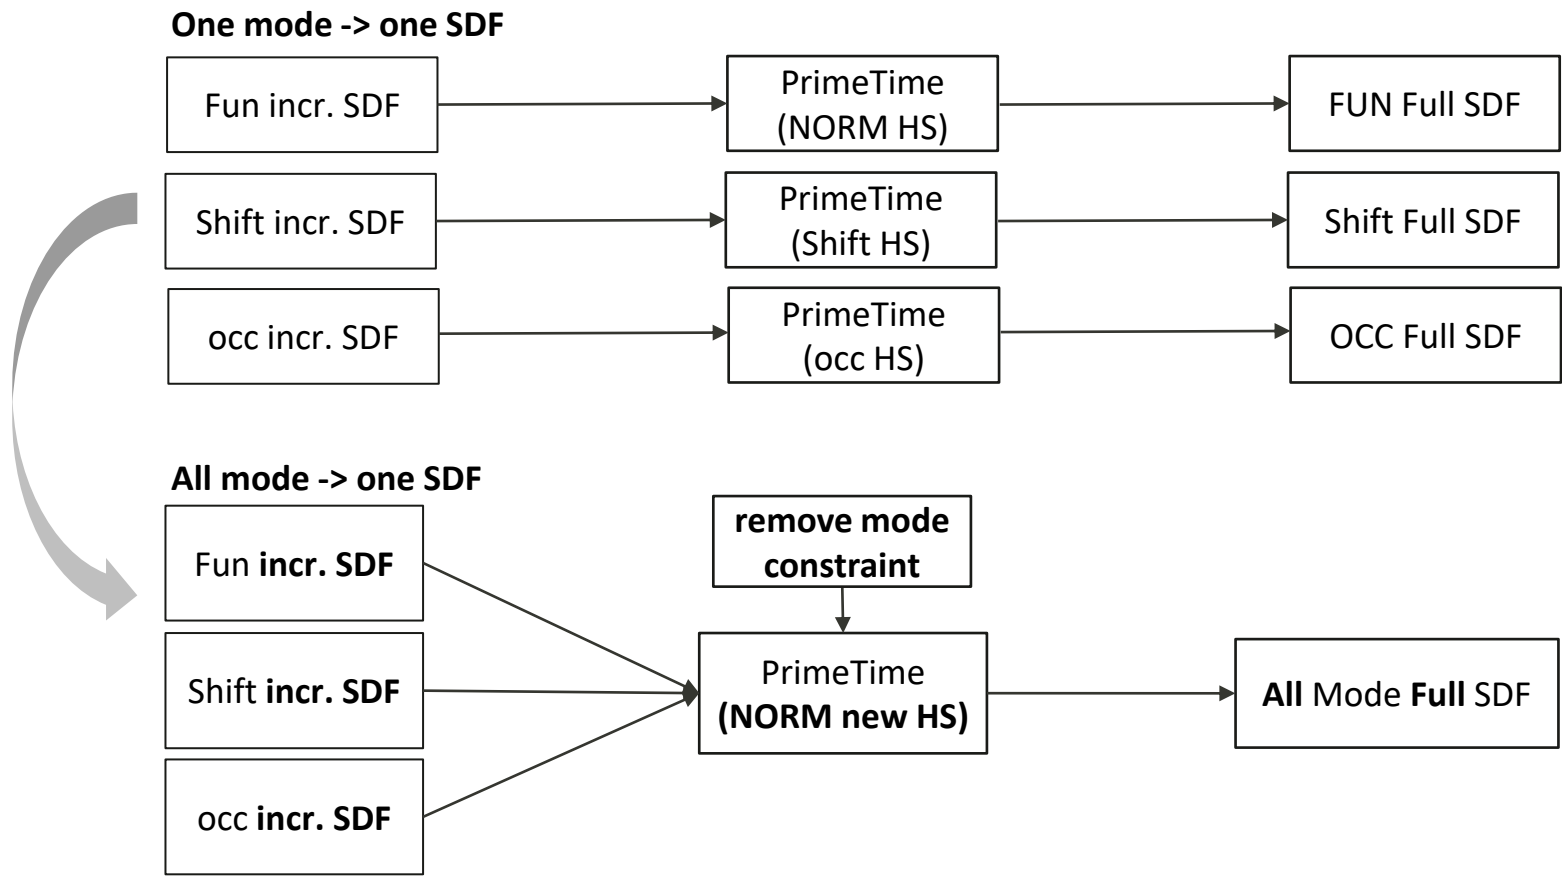 One mode -> one SDF
Fun incr. SDF
PrimeTime
(NORM HS)
FUN Full SDF
Shift incr. SDF
PrimeTime
(Shift HS)
Shift Full SDF
occ incr. SDF
PrimeTime
(occ HS)
OCC Full SDF
All mode -> one SDF
Fun incr. SDF
remove mode
constraint
Shift incr. SDF
PrimeTime
(NORM new HS)
All Mode Full SDF
occ incr. SDF